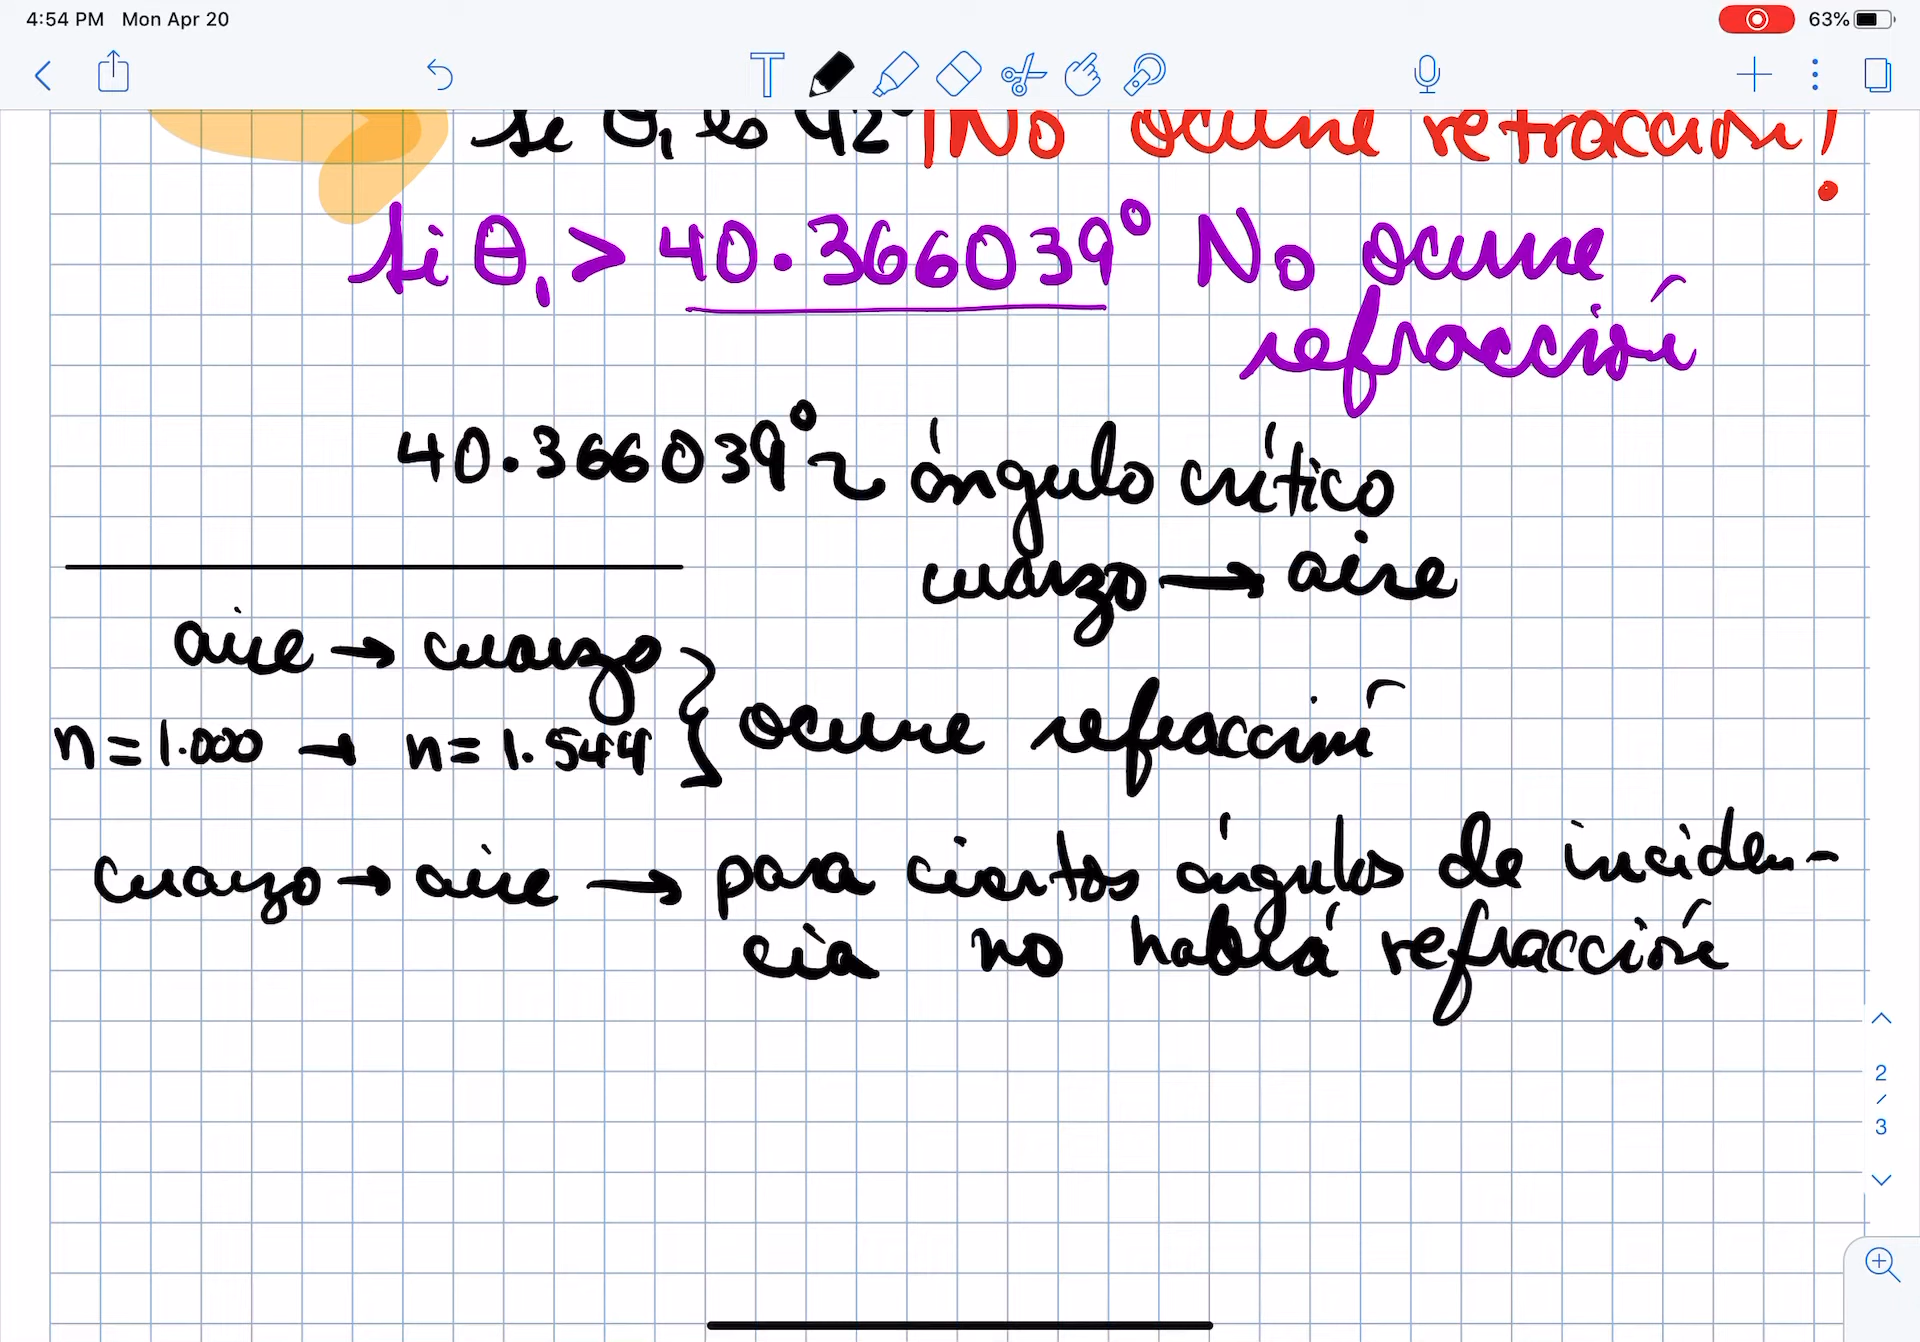 4:54 PM Mon Apr 20
63%
T
si θ₁ es 42° ¡No ocurre refracción!
si θ₁ > 40.366039° No ocurre
refracción
40.366039° ángulo crítico
cuarzo → aire
aire → cuarzo
n = 1.000 → n = 1.544 } ocurre refracción
cuarzo → aire → para ciertos ángulos de inciden-
cia no habrá refracción
2
/
3